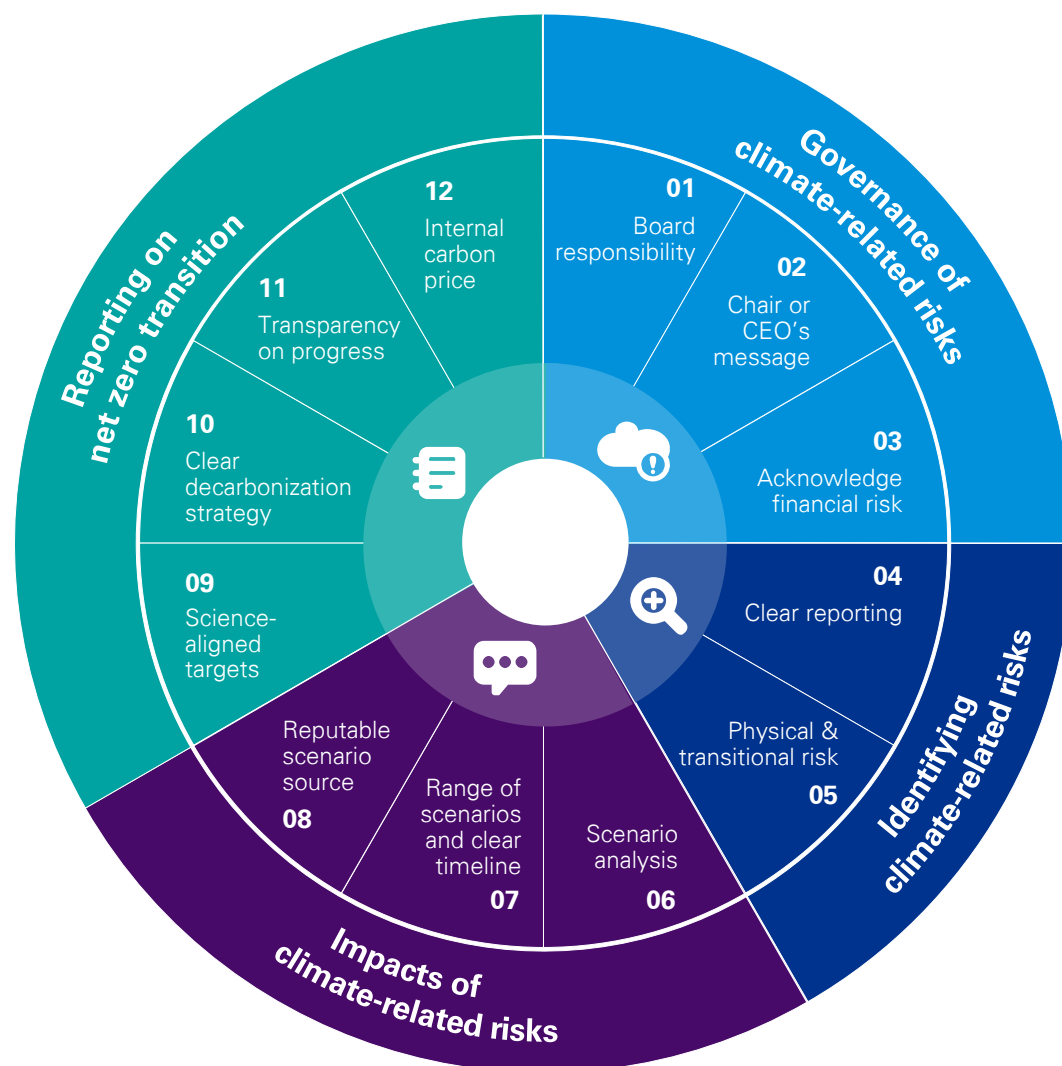 Governance of
climate-related risks
01
Board
responsibility
02
Chair or
CEO's
message
03
Acknowledge
financial risk
Identifying
climate-related risks
04
Clear reporting
Physical &
transitional risk
05
Impacts of
climate-related risks
Scenario
analysis
06
Range of
scenarios
and clear
timeline
07
Reputable
scenario
source
08
Reporting on
net zero transition
09
Science-
aligned
targets
10
Clear
decarbonization
strategy
11
Transparency
on progress
12
Internal
carbon
price